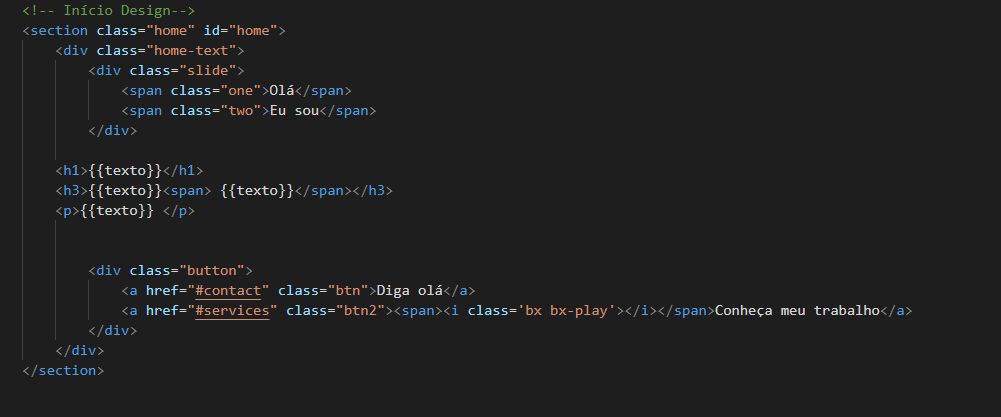 <!-- Início Design-->
<section class="home" id="home">
<div class="home-text">
<div class="slide">
<span class="one">Olá</span>
<span class="two">Eu sou</span>
</div>
<h1>{{texto}}</h1>
<h3>{{texto}}<span> {{texto}}</span></h3>
<p>{{texto}} </p>
<div class="button">
<a href="#contact" class="btn">Diga olá</a>
<a href="#services" class="btn2"><span><i class='bx bx-play'></i></span>Conheça meu trabalho</a>
</div>
</div>
</section>